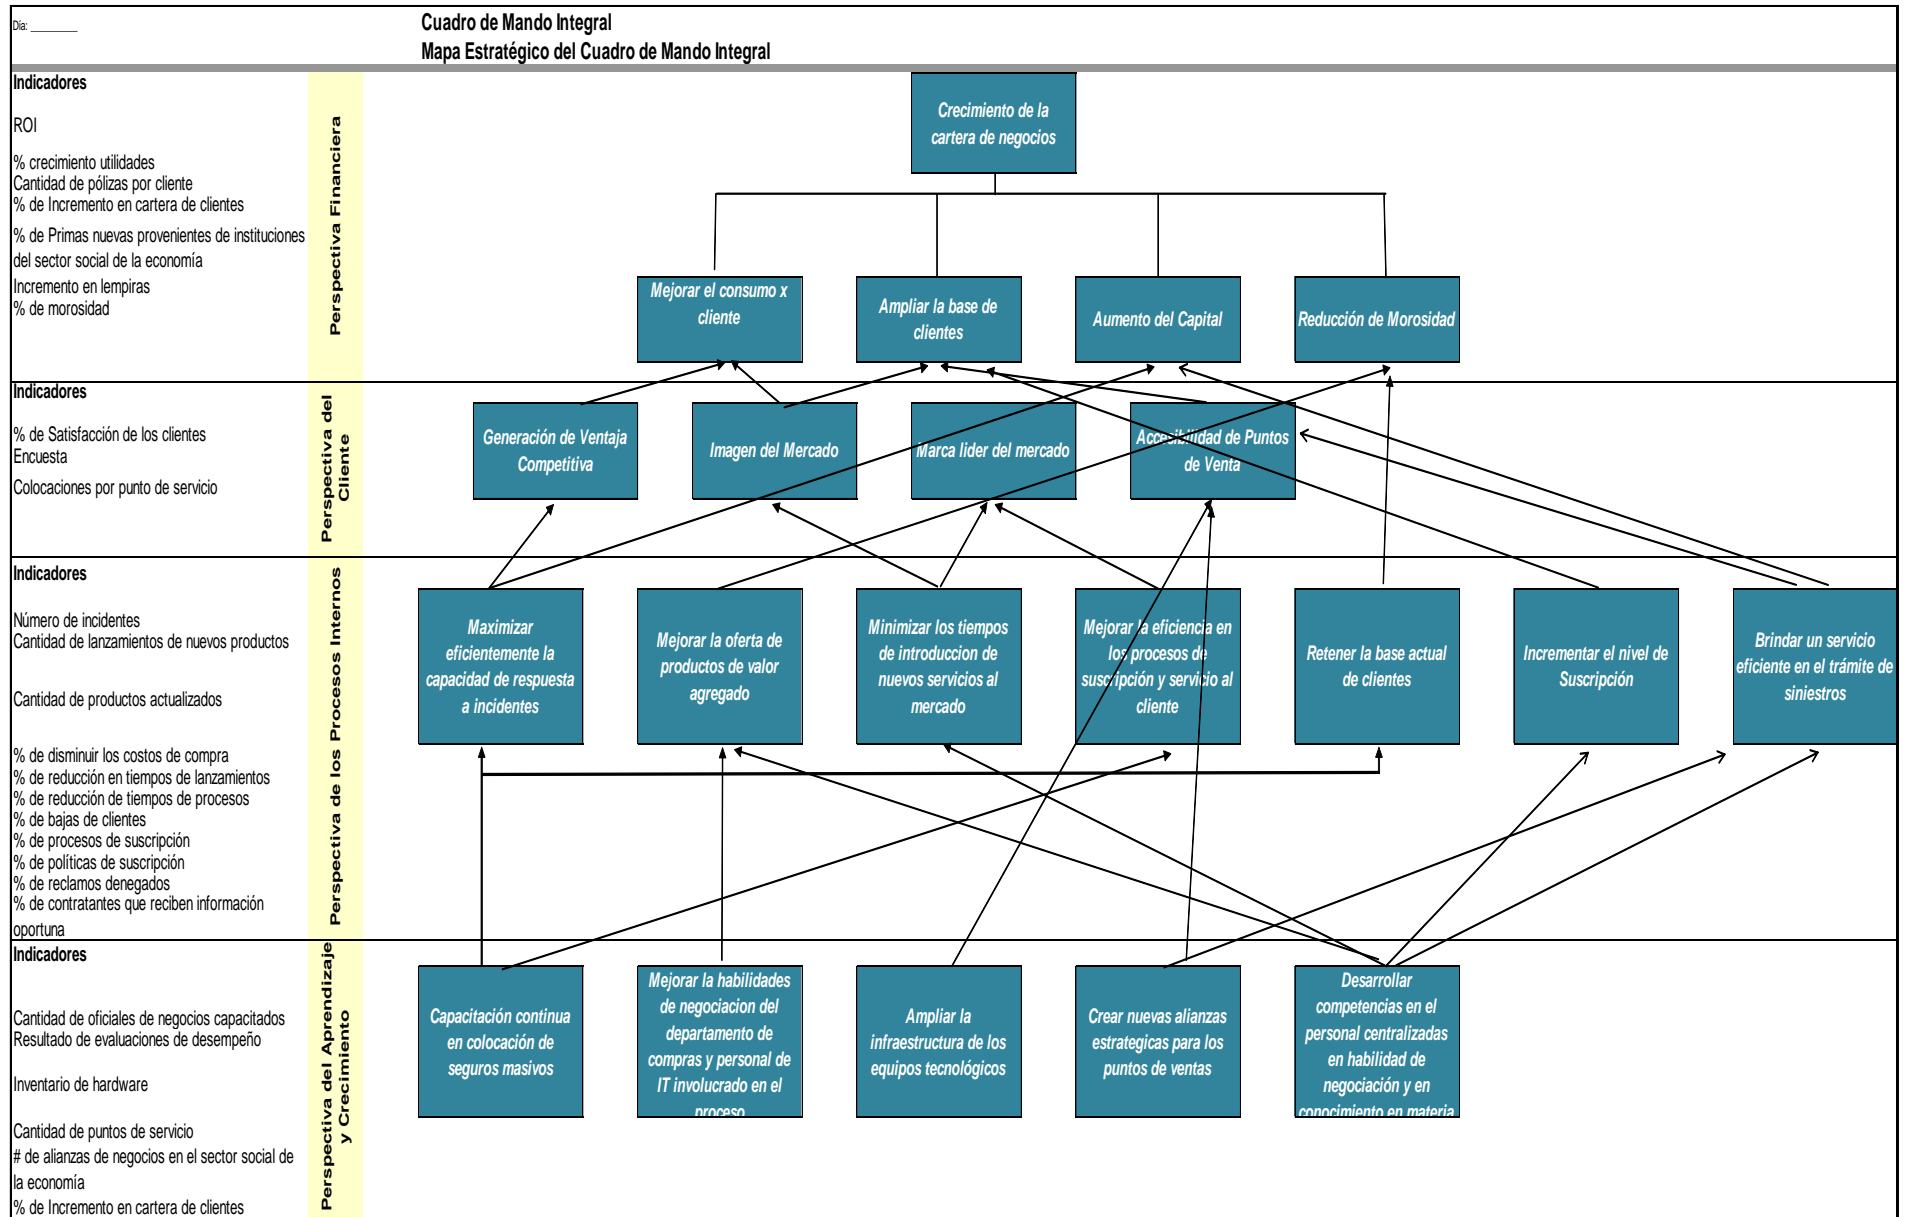 Día: ________
Cuadro de Mando Integral
Mapa Estratégico del Cuadro de Mando Integral
Indicadores
ROI
% crecimiento utilidades
Cantidad de pólizas por cliente
% de Incremento en cartera de clientes
% de Primas nuevas provenientes de instituciones
del sector social de la economía
Incremento en lempiras
% de morosidad
Perspectiva Financiera
Crecimiento de la
cartera de negocios
Mejorar el consumo x
cliente
Ampliar la base de
clientes
Aumento del Capital
Reducción de Morosidad
Indicadores
% de Satisfacción de los clientes
Encuesta
Colocaciones por punto de servicio
Perspectiva del
Cliente
Generación de Ventaja
Competitiva
Imagen del Mercado
Marca lider del mercado
Accesibilidad de Puntos
de Venta
Indicadores
Número de incidentes
Cantidad de lanzamientos de nuevos productos
Cantidad de productos actualizados
% de disminuir los costos de compra
% de reducción en tiempos de lanzamientos
% de reducción de tiempos de procesos
% de bajas de clientes
% de procesos de suscripción
% de políticas de suscripción
% de reclamos denegados
% de contratantes que reciben información
oportuna
Perspectiva de los Procesos Internos
Maximizar
eficientemente la
capacidad de respuesta
a incidentes
Mejorar la oferta de
productos de valor
agregado
Minimizar los tiempos
de introduccion de
nuevos servicios al
mercado
Mejorar la eficiencia en
los procesos de
suscripción y servicio al
cliente
Retener la base actual
de clientes
Incrementar el nivel de
Suscripción
Brindar un servicio
eficiente en el trámite de
siniestros
Indicadores
Cantidad de oficiales de negocios capacitados
Resultado de evaluaciones de desempeño
Inventario de hardware
Cantidad de puntos de servicio
# de alianzas de negocios en el sector social de
la economía
% de Incremento en cartera de clientes
Perspectiva del Aprendizaje
y Crecimiento
Capacitación continua
en colocación de
seguros masivos
Mejorar la habilidades
de negociacion del
departamento de
compras y personal de
IT involucrado en el
proceso
Ampliar la
infraestructura de los
equipos tecnológicos
Crear nuevas alianzas
estrategicas para los
puntos de ventas
Desarrollar
competencias en el
personal centralizadas
en habilidad de
negociación y en
conocimiento en materia